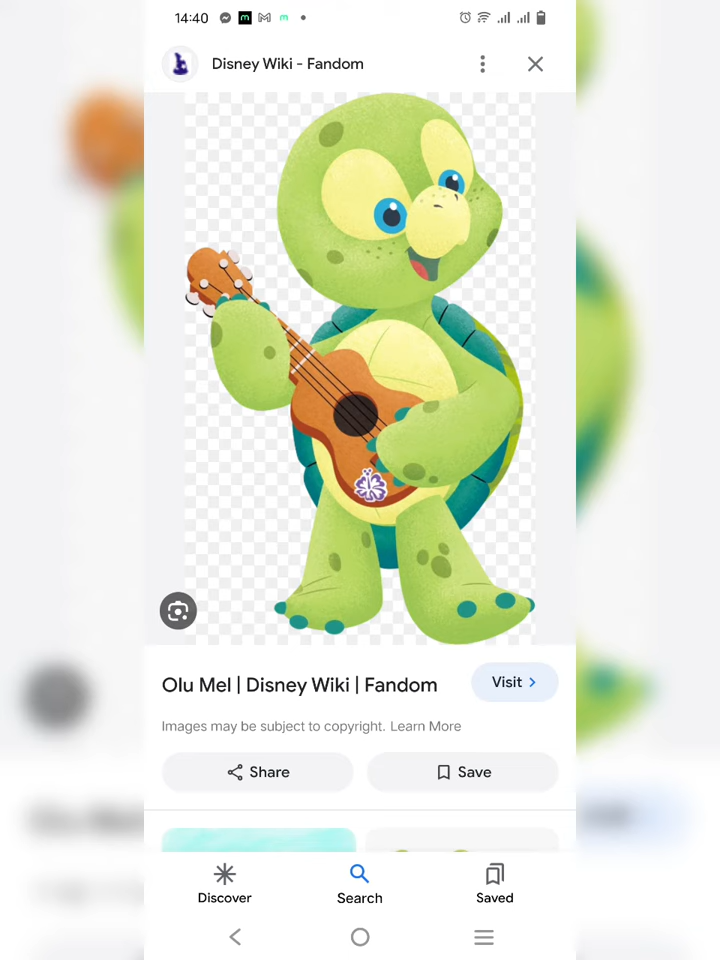 14:40
Disney Wiki - Fandom
Olu Mel | Disney Wiki | Fandom
Visit
Images may be subject to copyright. Learn More
Share
Save
Discover
Search
Saved